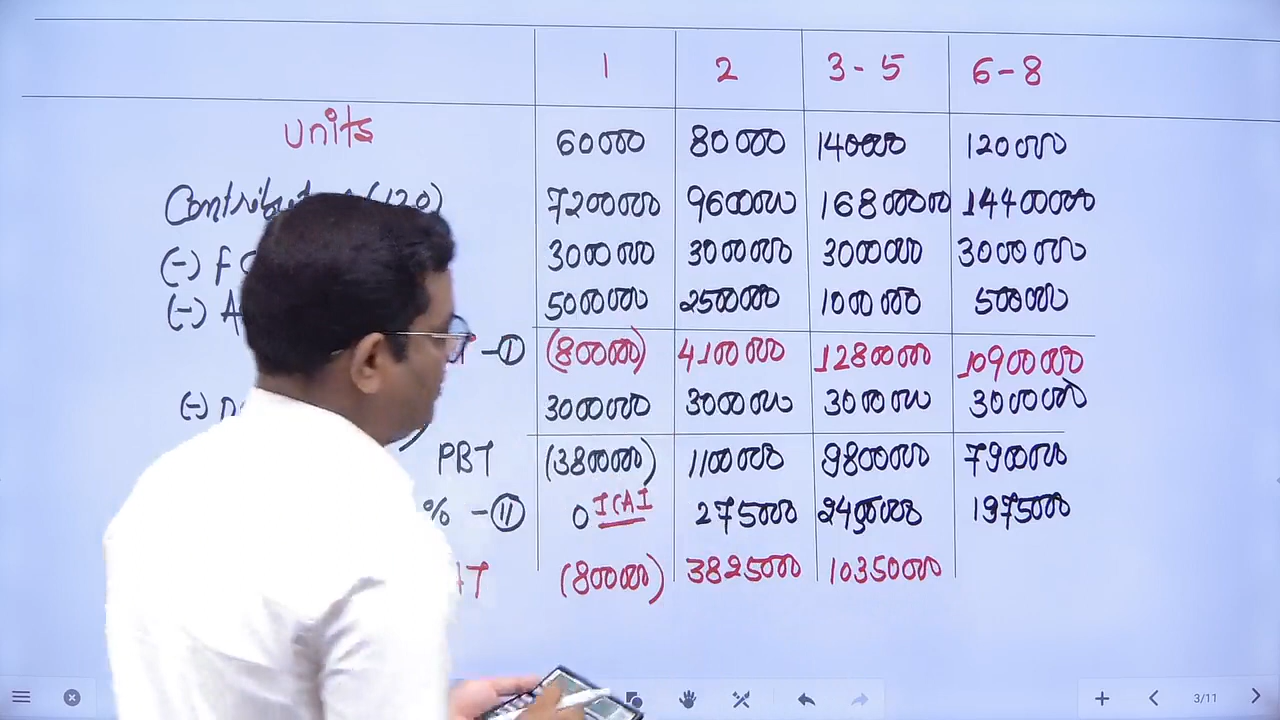 1 2 3-5 6-8
units 60000 80000 140000 120000
(120) 7200000 9600000 16800000 14400000
(-) F 3000000 3000000 3000000 3000000
(-) A 5000000 2500000 1000000 500000
-① (800000) 4100000 12800000 10900000
(-) 3000000 3000000 3000000 3000000
PBT (3800000) 1100000 9800000 7900000
% -⑪ 0 ICAI 275000 2450000 1975000
(800000) 3825000 10350000
3/11